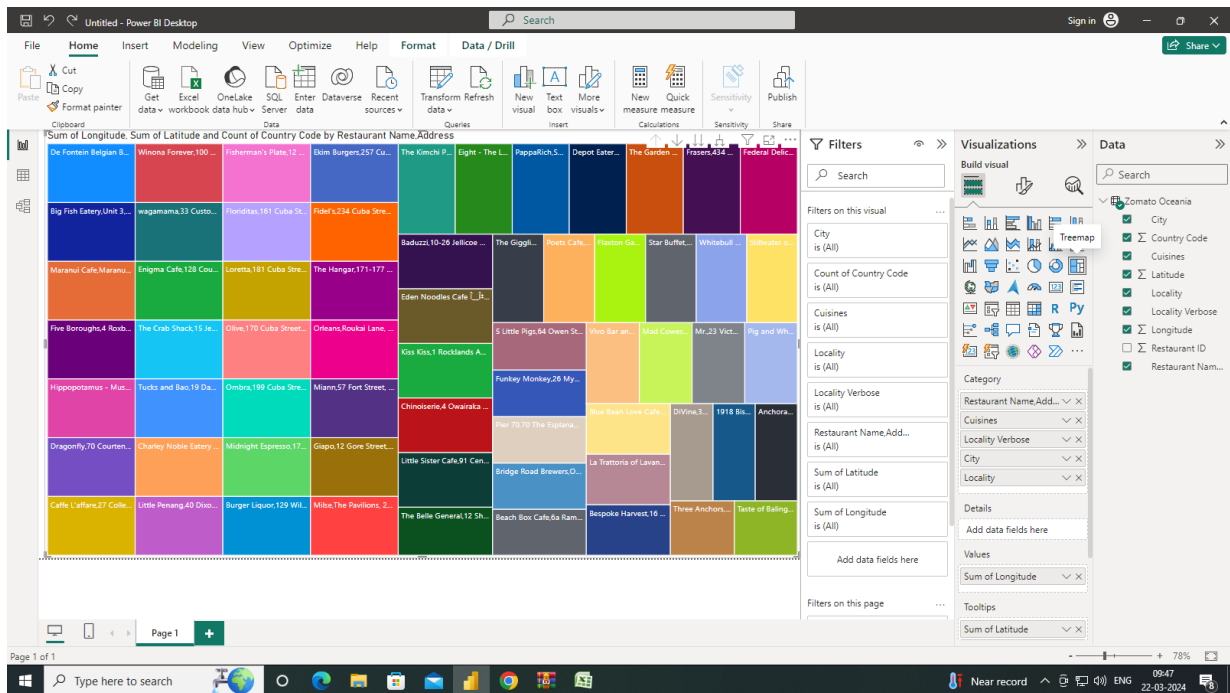 Untitled - Power BI Desktop
Search
Sign in
File Home Insert Modeling View Optimize Help Format Data / Drill
Share
Paste
Cut
Copy
Format painter
Get data
Excel workbook
OneLake data hub
SQL Server
Enter data
Dataverse
Recent sources
Transform data
Refresh
New visual
Text box
More visuals
New measure
Quick measure
Sensitivity
Publish
Clipboard Data Queries Insert Calculations Sensitivity Share
Sum of Longitude, Sum of Latitude and Count of Country Code by Restaurant Name,Address
De Fontein Belgian B...
Winona Forever,100 ...
Fisherman's Plate,12 ...
Ekim Burgers,257 Cu...
The Kimchi P...
Eight - The L...
PappaRich,S...
Depot Eater...
The Garden ...
Frasers,434 ...
Federal Delic...
Big Fish Eatery,Unit 3,...
wagamama,33 Custo...
Floriditas,161 Cuba St...
Fidel's,234 Cuba Stre...
Baduzzi,10-26 Jellicoe ...
The Giggli...
Poets Cafe,...
Flaxton Ga...
Star Buffet,...
Whitebull ...
Stillwater a...
Maranui Cafe,Maranu...
Enigma Cafe,128 Cou...
Loretta,181 Cuba Stre...
The Hangar,171-177 ...
Eden Noodles Cafe
Five Boroughs,4 Roxb...
The Crab Shack,15 Je...
Olive,170 Cuba Street...
Orleans,Roukai Lane, ...
Kiss Kiss,1 Rocklands A...
5 Little Pigs,64 Owen St...
Vivo Bar an...
Mad Cowes...
Mr.,23 Vict...
Pig and Wh...
Hippopotamus - Mus...
Tucks and Bao,19 Da...
Ombra,199 Cuba Stre...
Miann,57 Fort Street, ...
Chinoiserie,4 Owairaka ...
Funkey Monkey,26 My...
Pier 70,70 The Esplana...
Blue Bean Love Cafe...
DiVine,3...
1918 Bis...
Anchora...
Dragonfly,70 Courten...
Charley Noble Eatery ...
Midnight Espresso,17...
Giapo,12 Gore Street,...
Little Sister Cafe,91 Cen...
Bridge Road Brewers,O...
La Trattoria of Lavan...
Caffe L'affare,27 Colle...
Little Penang,40 Dixo...
Burger Liquor,129 Wil...
Milse,The Pavilions, 2...
The Belle General,12 Sh...
Beach Box Cafe,6a Ram...
Bespoke Harvest,16 ...
Three Anchors,...
Taste of Baling...
Filters
Search
Filters on this visual
City
is (All)
Count of Country Code
is (All)
Cuisines
is (All)
Locality
is (All)
Locality Verbose
is (All)
Restaurant Name,Add...
is (All)
Sum of Latitude
is (All)
Sum of Longitude
is (All)
Add data fields here
Filters on this page
Visualizations
Build visual
Treemap
123
R Py
Category
Restaurant Name,Add...
Cuisines
Locality Verbose
City
Locality
Details
Add data fields here
Values
Sum of Longitude
Tooltips
Sum of Latitude
Data
Search
Zomato Oceania
City
Country Code
Cuisines
Latitude
Locality
Locality Verbose
Longitude
Restaurant ID
Restaurant Nam...
Page 1
Page 1 of 1
78%
Type here to search
Near record
ENG
09:47
22-03-2024